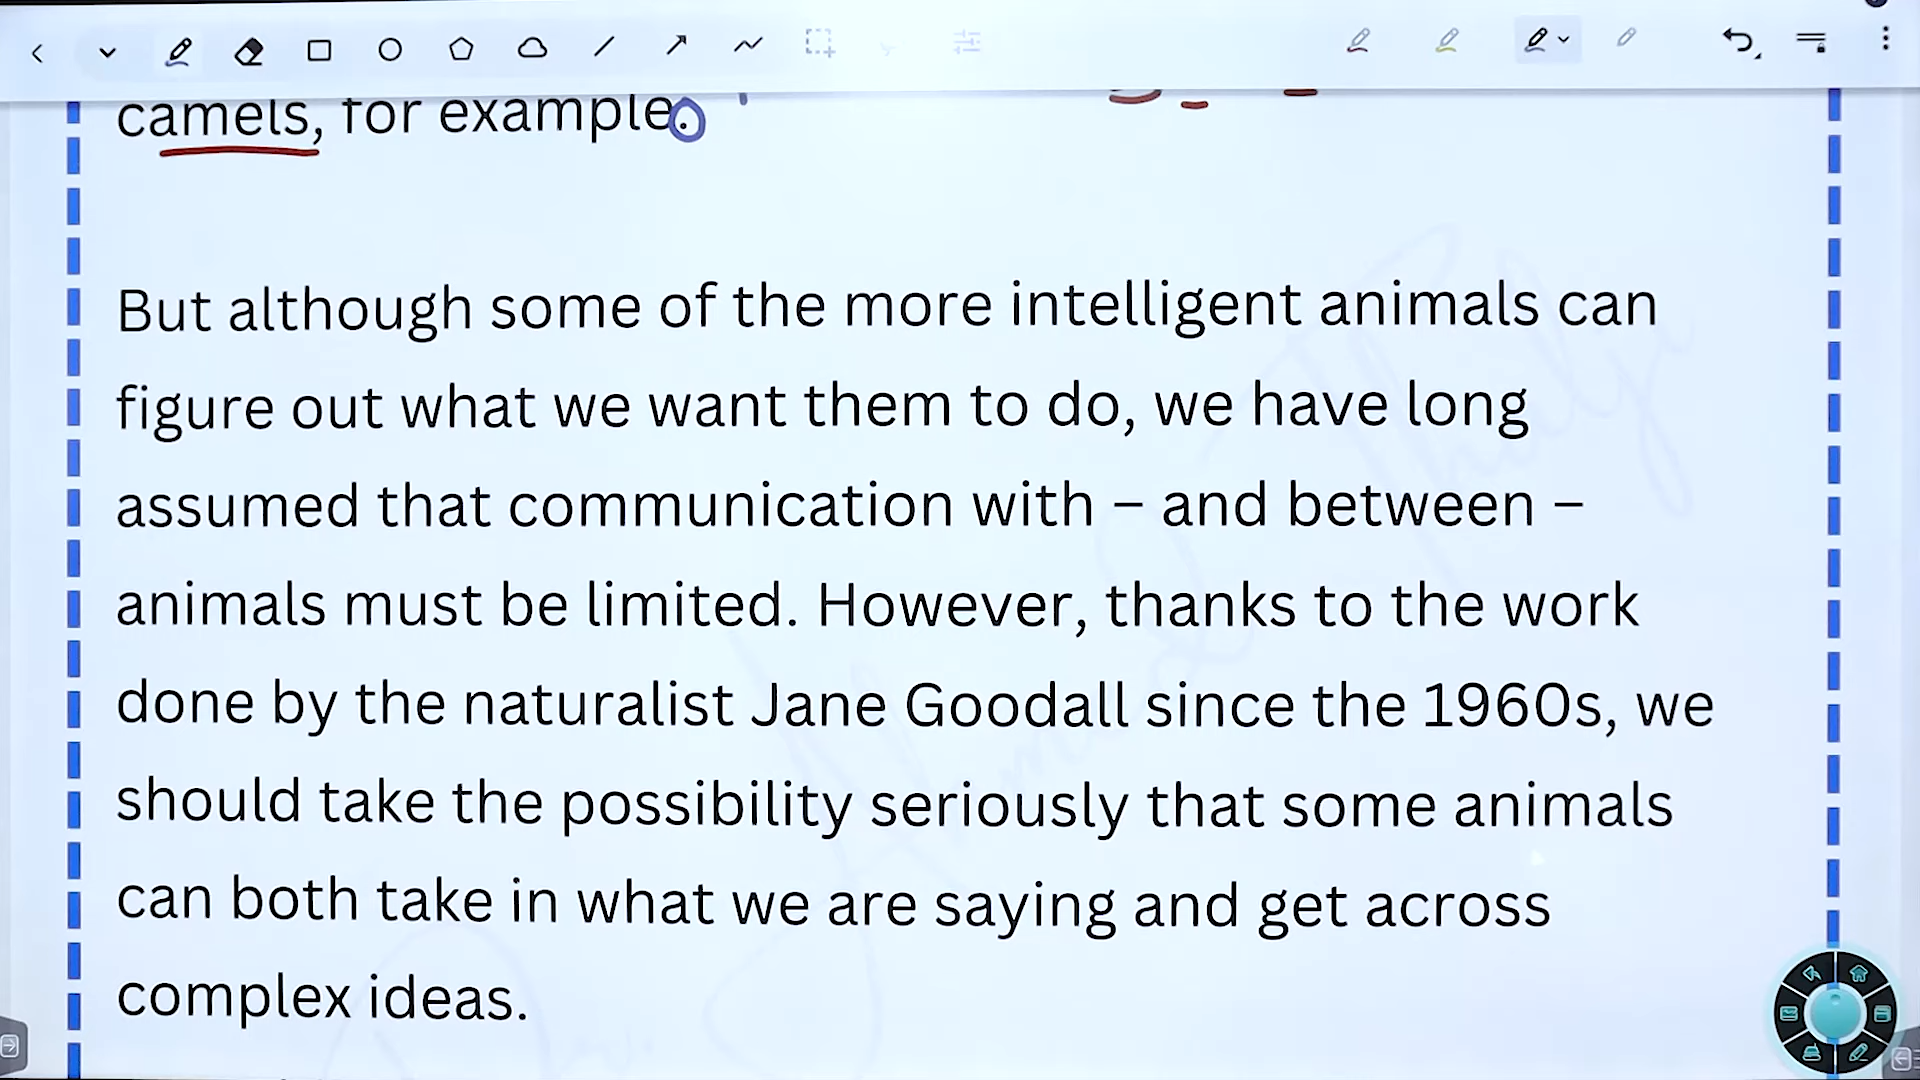 camels, for example.
But although some of the more intelligent animals can
figure out what we want them to do, we have long
assumed that communication with – and between –
animals must be limited. However, thanks to the work
done by the naturalist Jane Goodall since the 1960s, we
should take the possibility seriously that some animals
can both take in what we are saying and get across
complex ideas.